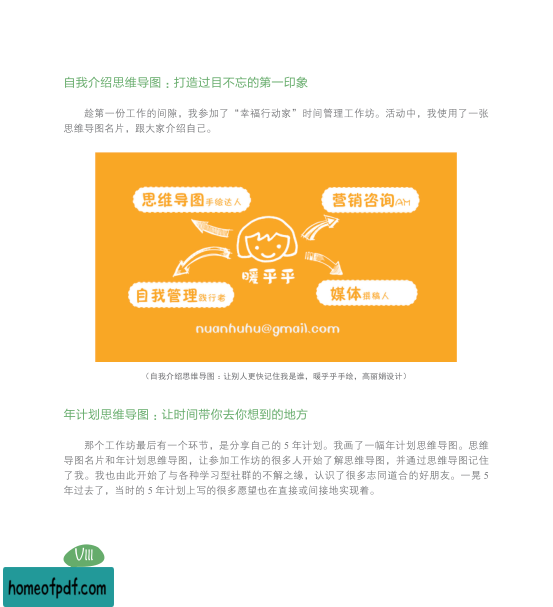 自我介绍思维导图：打造过目不忘的第一印象
趁第一份工作的间隙，我参加了“幸福行动家”时间管理工作坊。活动中，我使用了一张
思维导图名片，跟大家介绍自己。
思维导图手绘达人
营销咨询AM
暖乎乎
自我管理践行者
媒体撰稿人
nuanhuhu@gmail.com
（自我介绍思维导图：让别人更快记住我是谁，暖乎乎手绘，高丽娟设计）
年计划思维导图：让时间带你去你想到的地方
那个工作坊最后有一个环节，是分享自己的 5 年计划。我画了一幅年计划思维导图。思维
导图名片和年计划思维导图，让参加工作坊的很多人开始了解思维导图，并通过思维导图记住
了我。我也由此开始了与各种学习型社群的不解之缘，认识了很多志同道合的好朋友。一晃 5
年过去了，当时的 5 年计划上写的很多愿望也在直接或间接地实现着。
VIII
homeofpdf.com